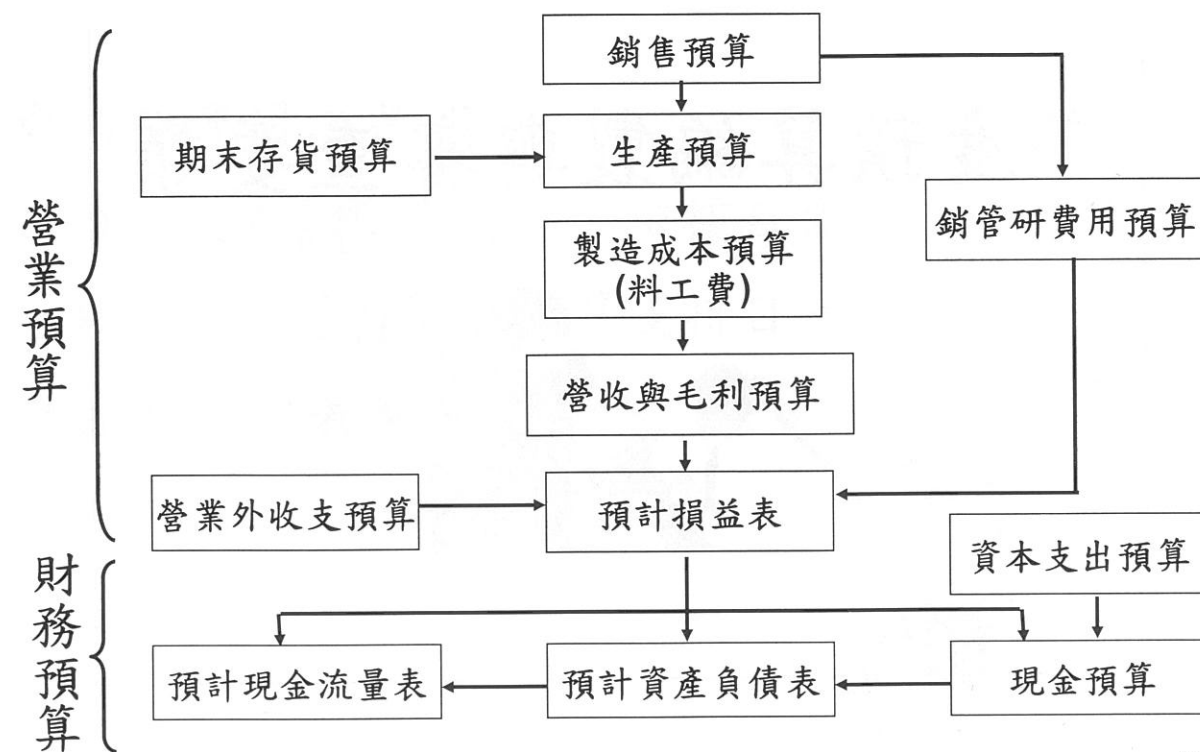 營業預算
銷售預算
期末存貨預算
生產預算
銷管研費用預算
製造成本預算
(料工費)
營收與毛利預算
營業外收支預算
預計損益表
財務預算
資本支出預算
預計現金流量表
預計資產負債表
現金預算